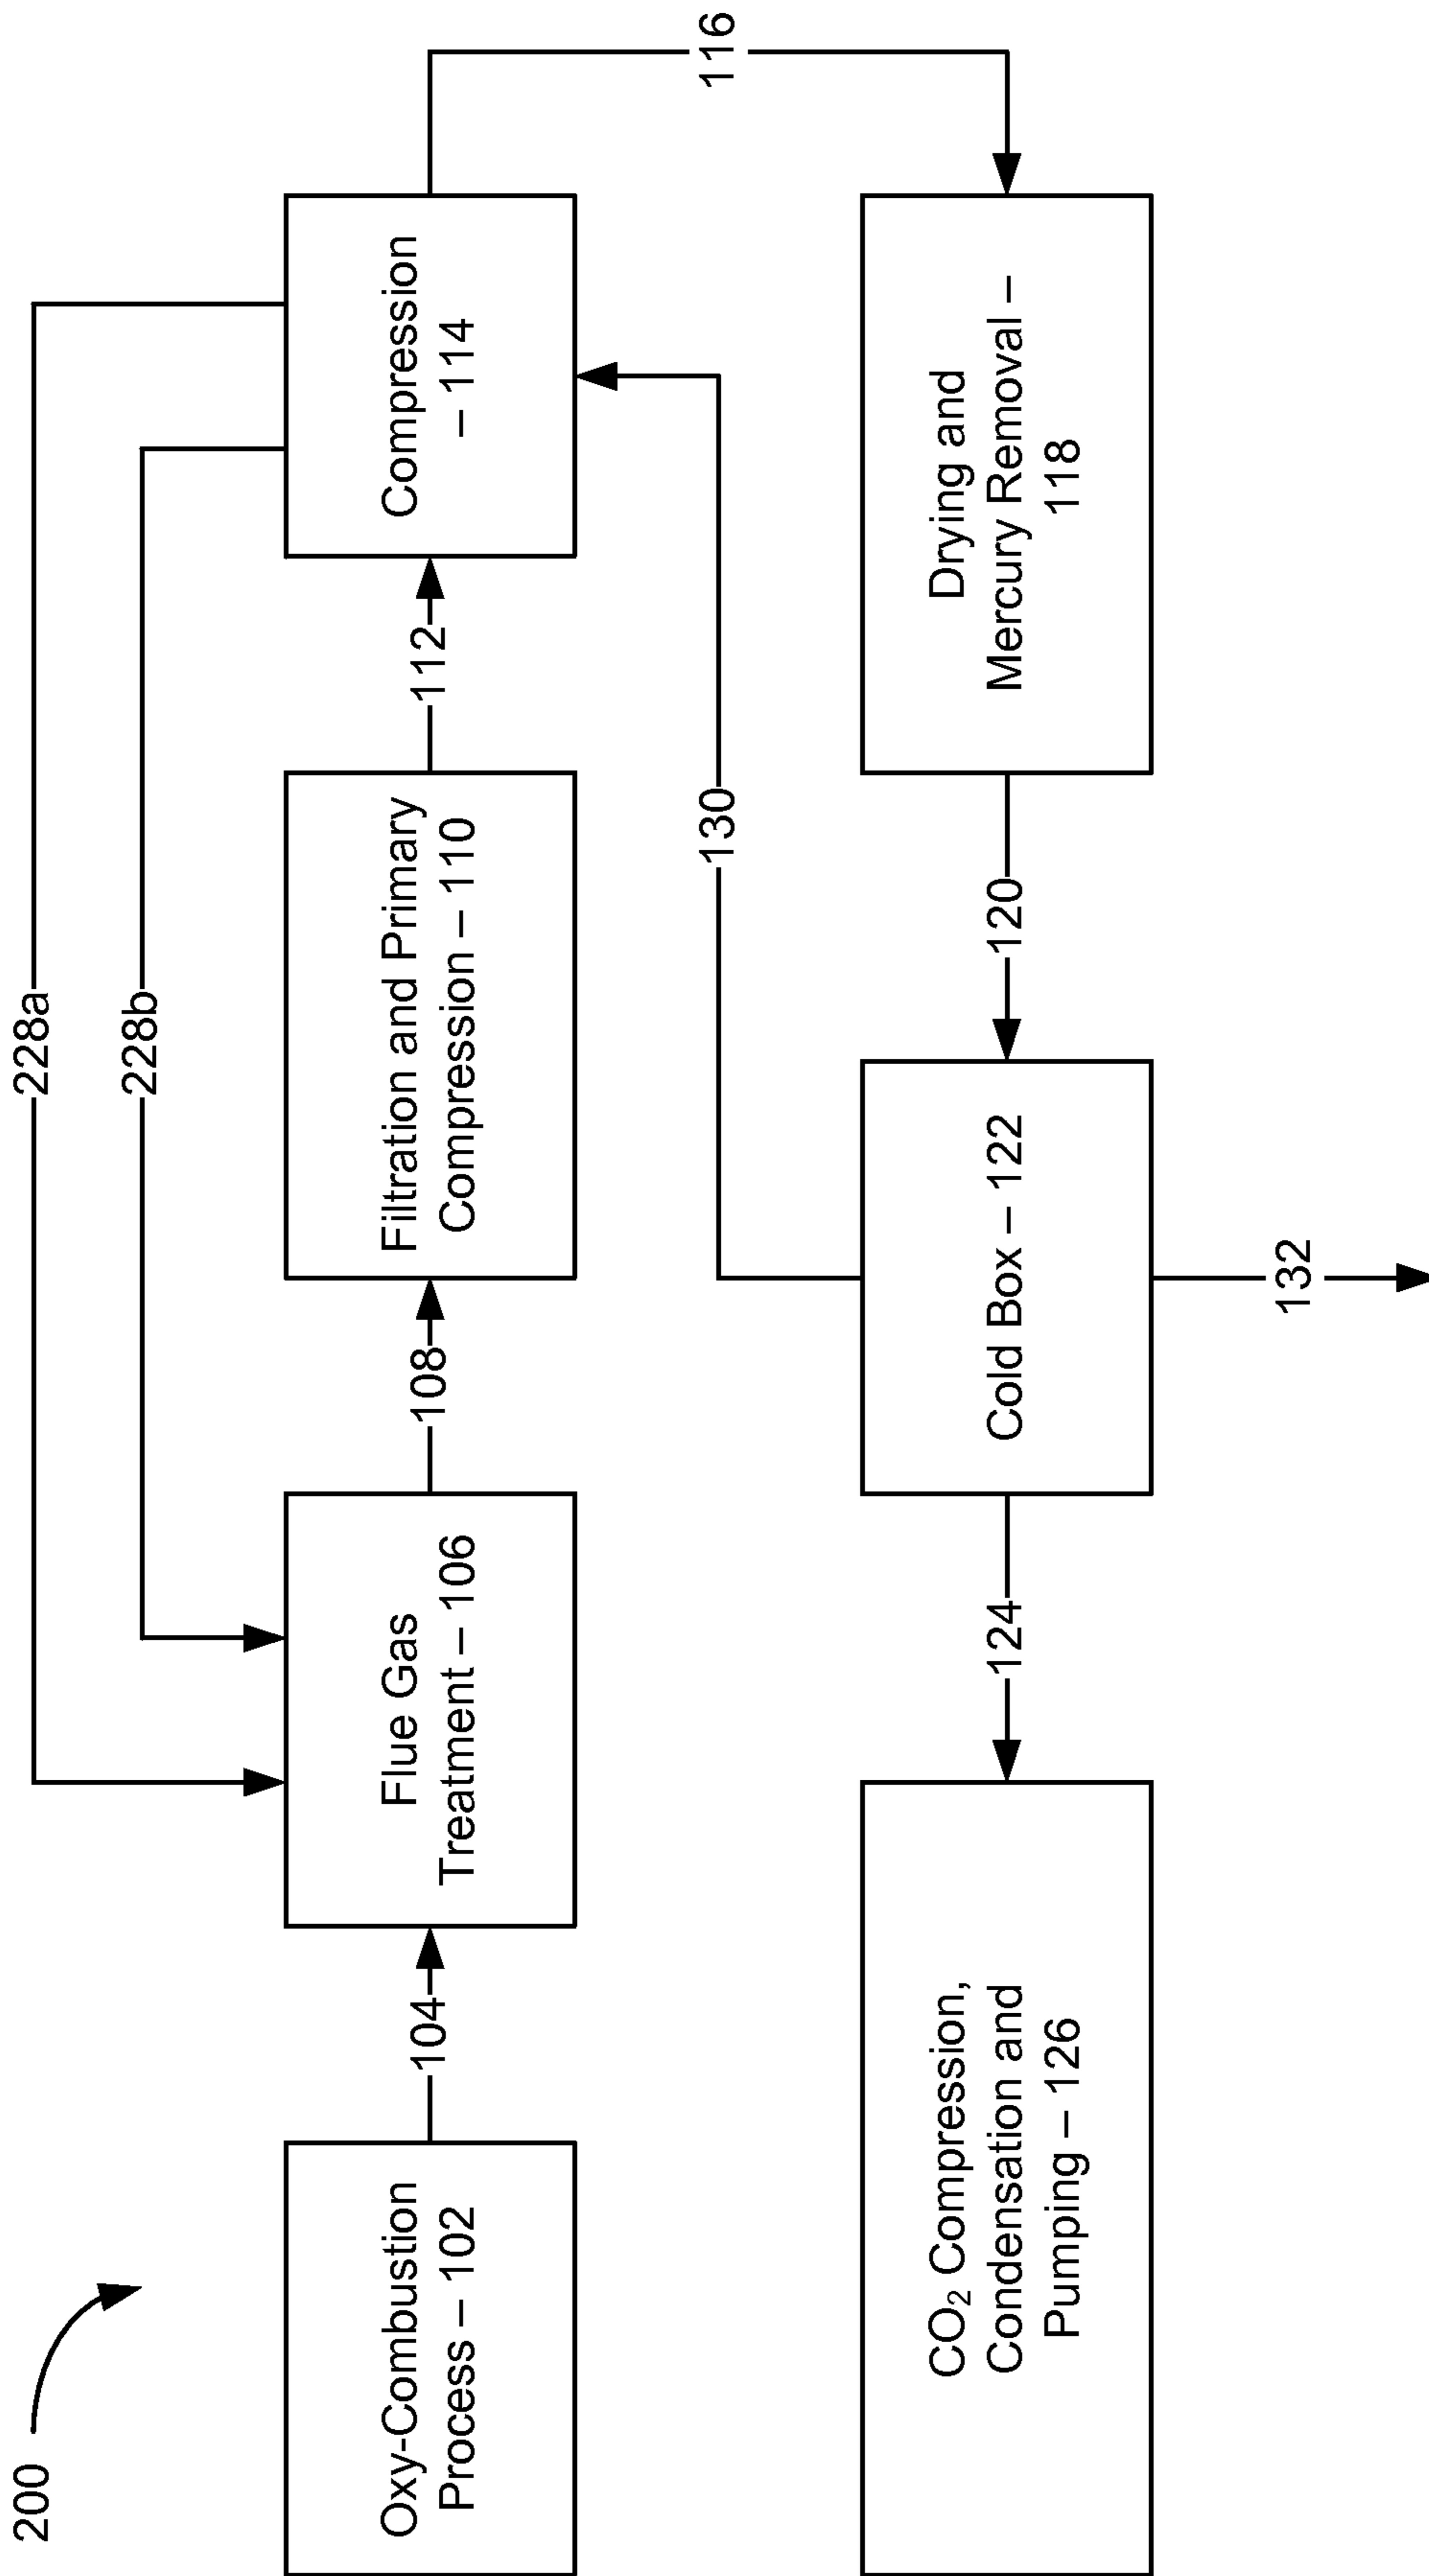 200
228a
228b
Oxy-Combustion
Process – 102
104
Flue Gas
Treatment – 106
108
Filtration and Primary
Compression – 110
112
Compression
– 114
116
130
CO₂ Compression,
Condensation and
Pumping – 126
124
Cold Box – 122
120
Drying and
Mercury Removal –
118
132